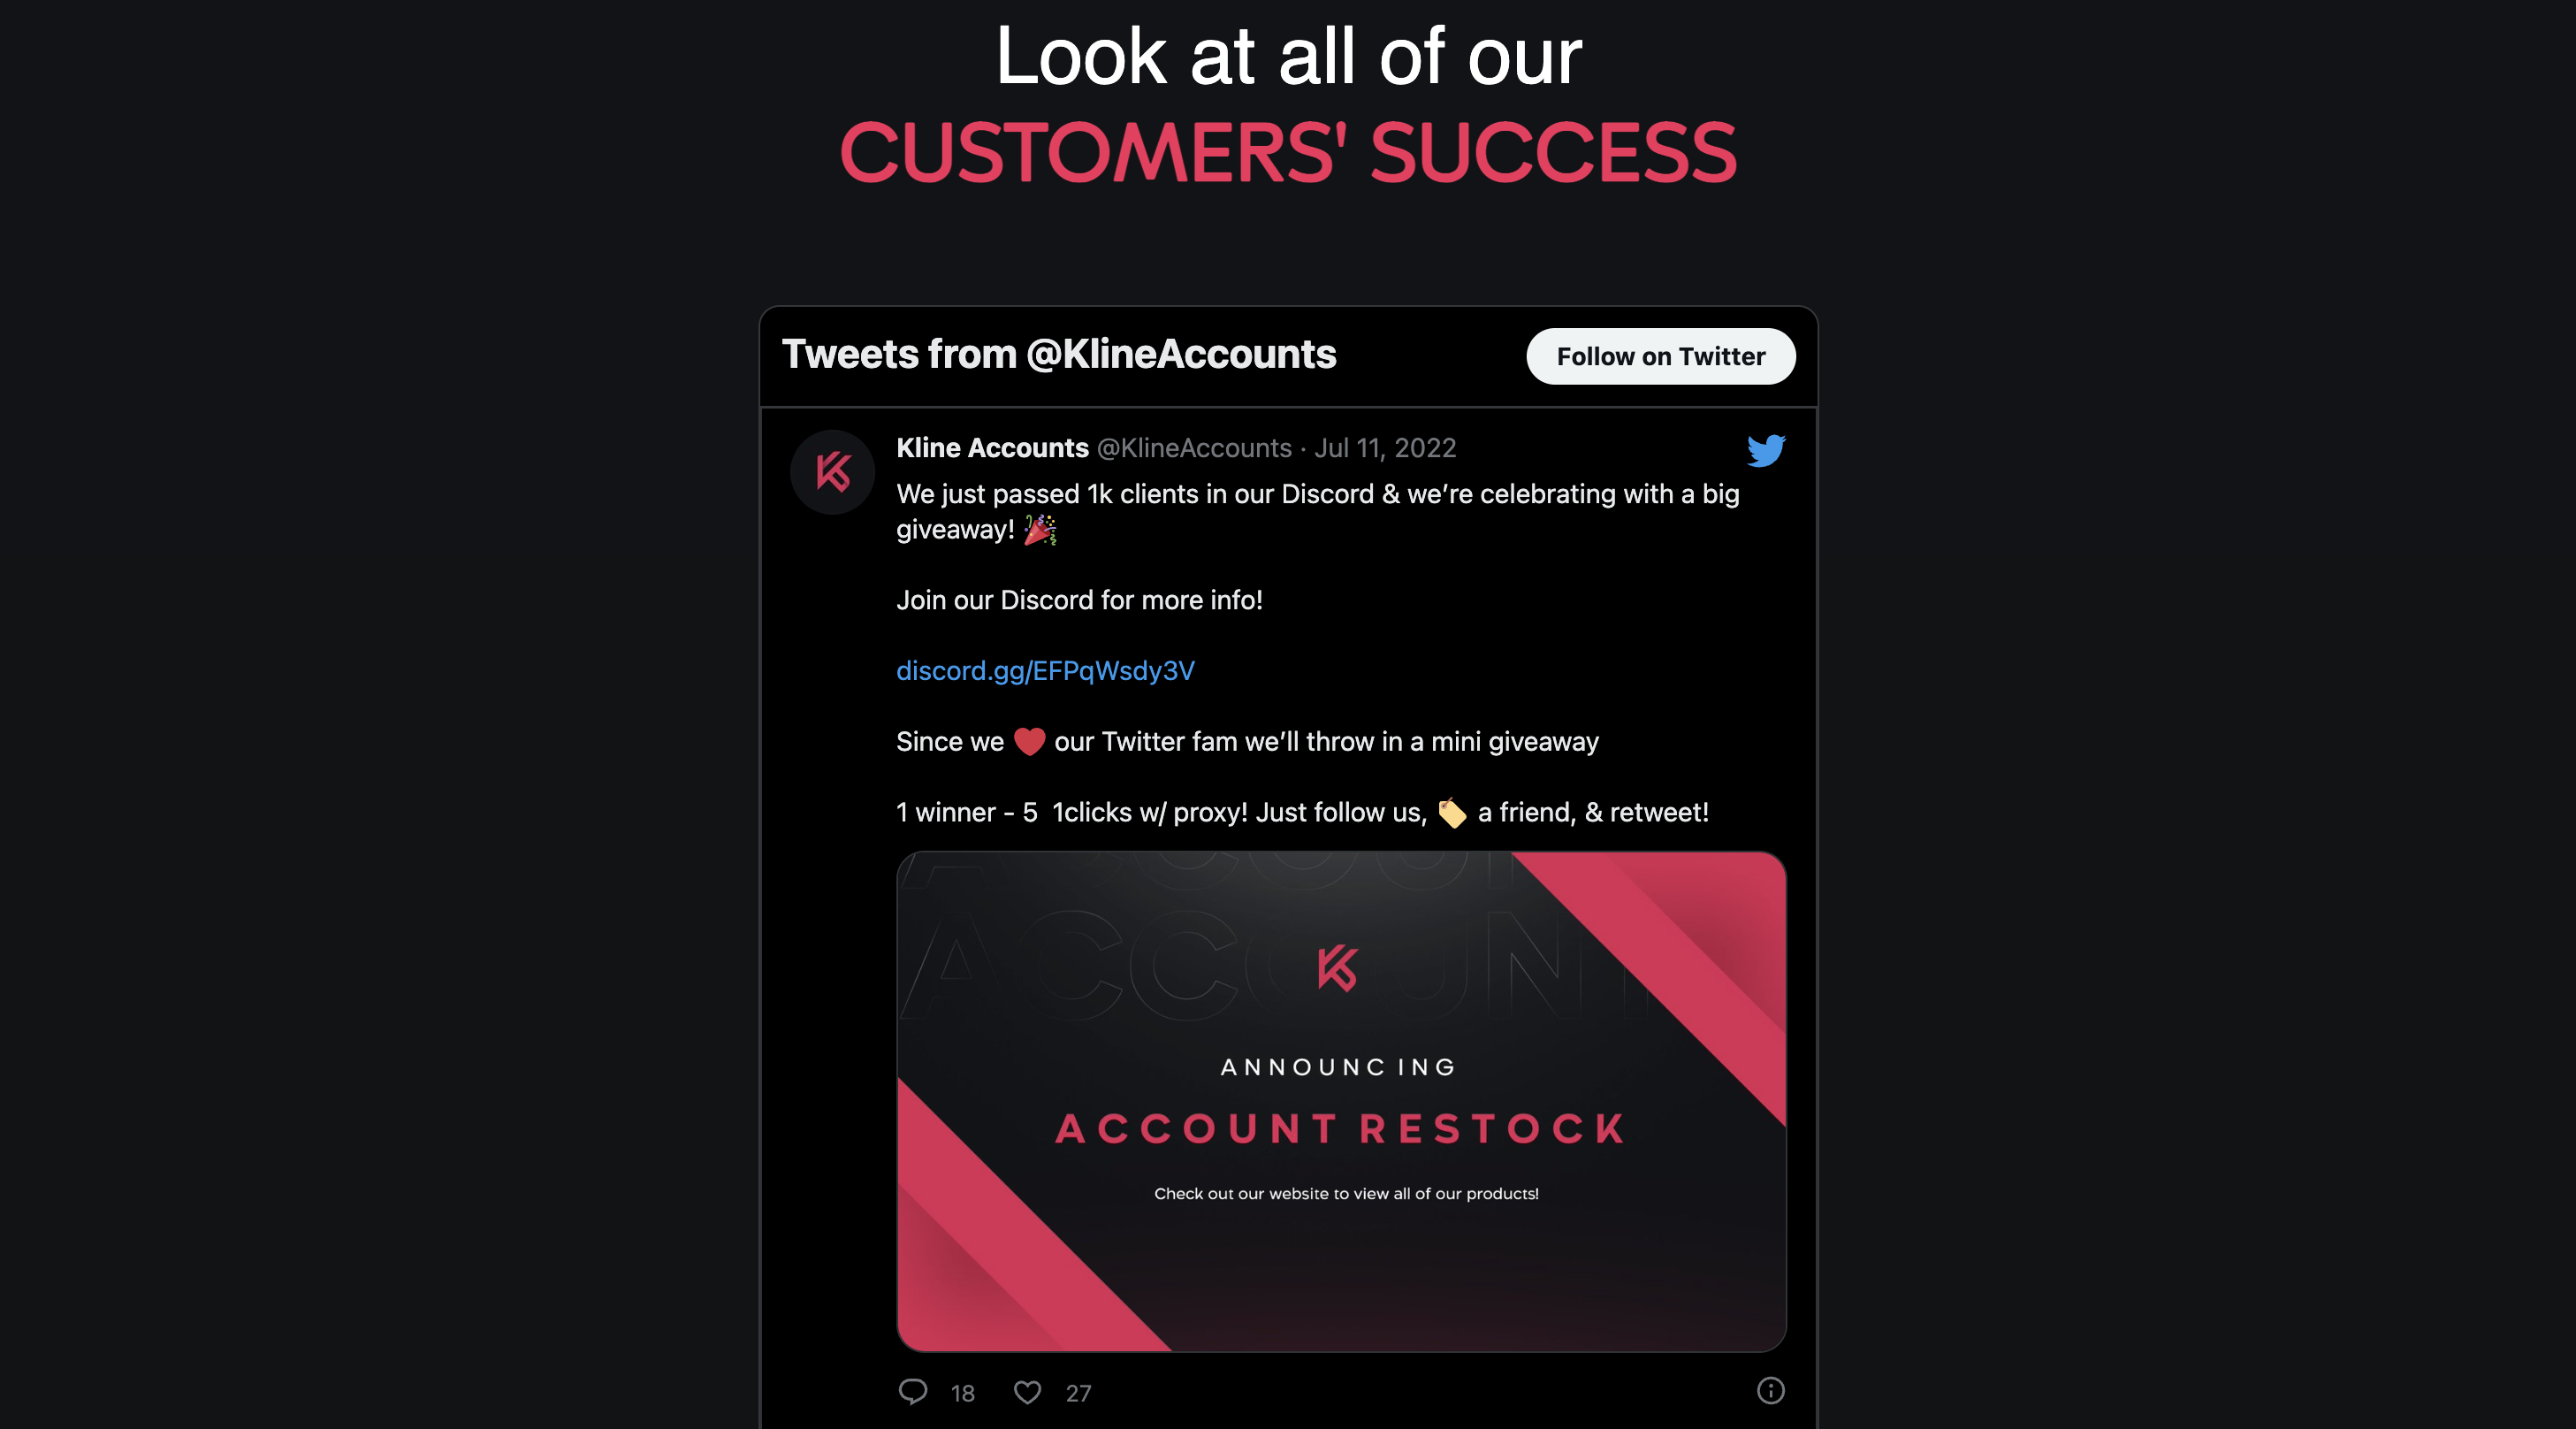 Look at all of our
CUSTOMERS' SUCCESS
Tweets from @KlineAccounts
Follow on Twitter
Kline Accounts @KlineAccounts · Jul 11, 2022
We just passed 1k clients in our Discord & we’re celebrating with a big
giveaway! 🎉
Join our Discord for more info!
discord.gg/EFPqWsdy3V
Since we ❤️ our Twitter fam we’ll throw in a mini giveaway
1 winner - 5  1clicks w/ proxy! Just follow us, 🏷️ a friend, & retweet!
ACCOUNT
ANNOUNCING
ACCOUNT RESTOCK
Check out our website to view all of our products!
18
27